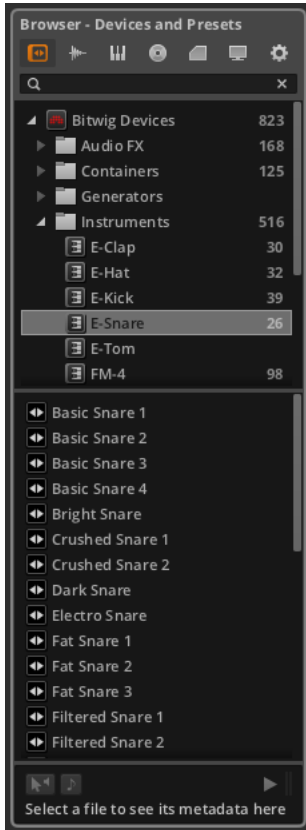 Browser - Devices and Presets
Bitwig Devices 823
Audio FX 168
Containers 125
Generators
Instruments 516
E-Clap 30
E-Hat 32
E-Kick 39
E-Snare 26
E-Tom
FM-4 98
Basic Snare 1
Basic Snare 2
Basic Snare 3
Basic Snare 4
Bright Snare
Crushed Snare 1
Crushed Snare 2
Dark Snare
Electro Snare
Fat Snare 1
Fat Snare 2
Fat Snare 3
Filtered Snare 1
Filtered Snare 2
Select a file to see its metadata here